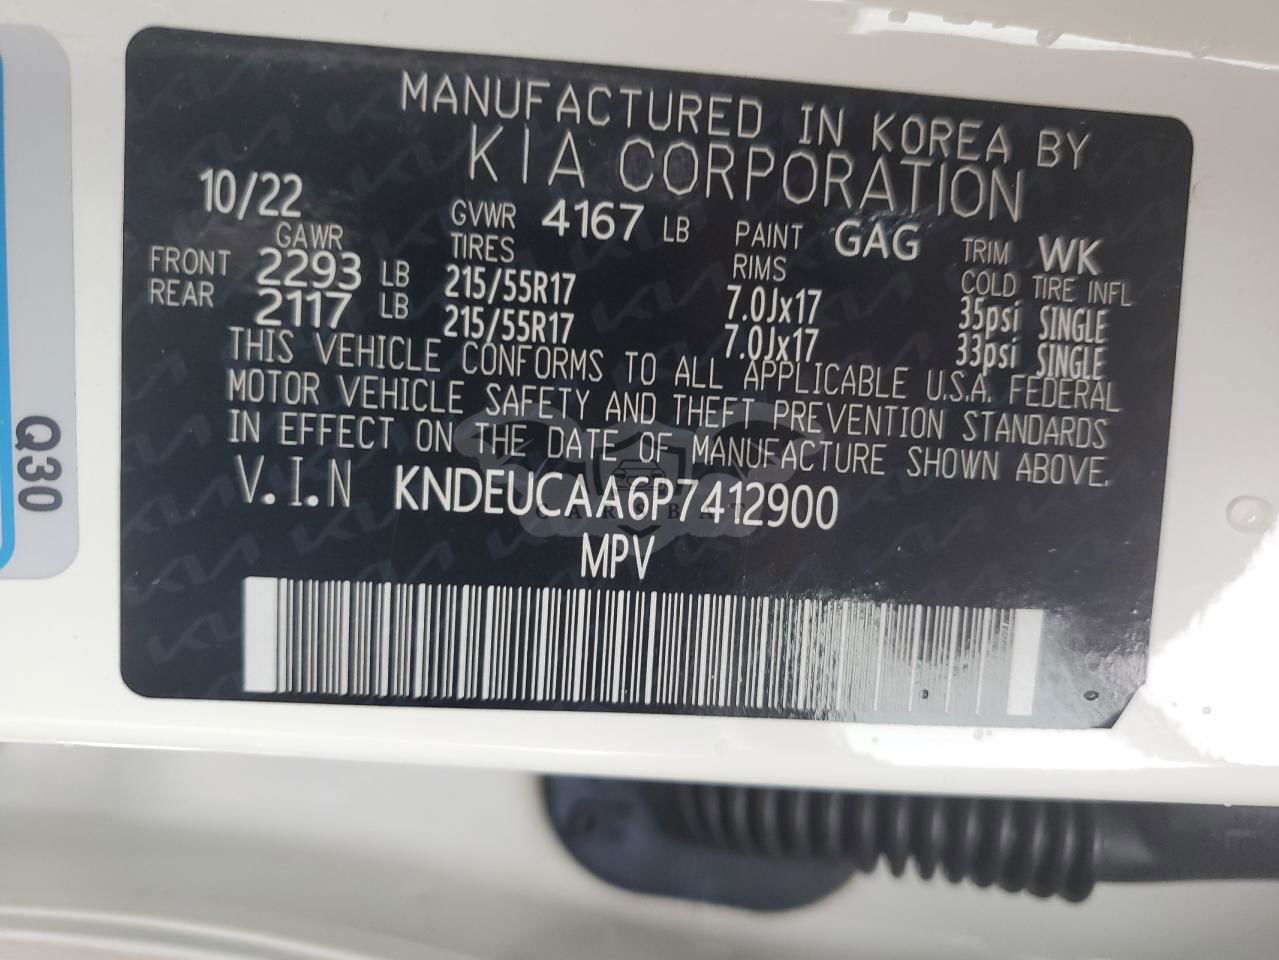 MANUFACTURED IN KOREA BY
KIA CORPORATION
10/22 GVWR 4167 LB PAINT GAG TRIM WK
GAWR TIRES RIMS COLD TIRE INFL
FRONT 2293 LB 215/55R17 7.0Jx17 35psi SINGLE
REAR 2117 LB 215/55R17 7.0Jx17 33psi SINGLE
THIS VEHICLE CONFORMS TO ALL APPLICABLE U.S.A. FEDERAL
MOTOR VEHICLE SAFETY AND THEFT PREVENTION STANDARDS
IN EFFECT ON THE DATE OF MANUFACTURE SHOWN ABOVE.
V.I.N KNDEUCAA6P7412900
CARSBAT
MPV
Q30